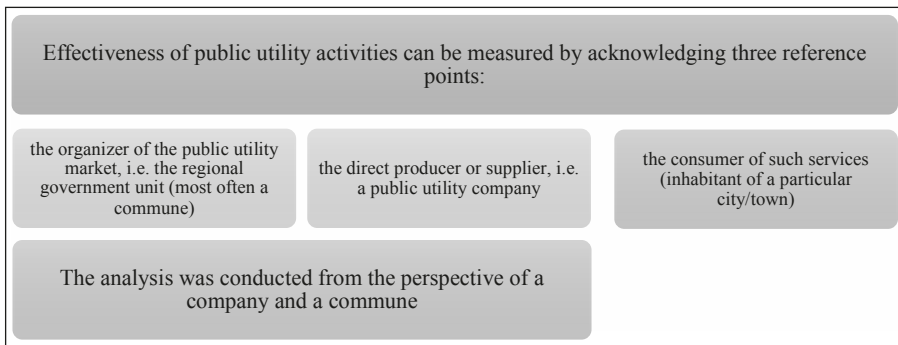 Effectiveness of public utility activities can be measured by acknowledging three reference
points:
the organizer of the public utility
market, i.e. the regional
government unit (most often a
commune)
the direct producer or supplier, i.e.
a public utility company
the consumer of such services
(inhabitant of a particular
city/town)
The analysis was conducted from the perspective of a
company and a commune